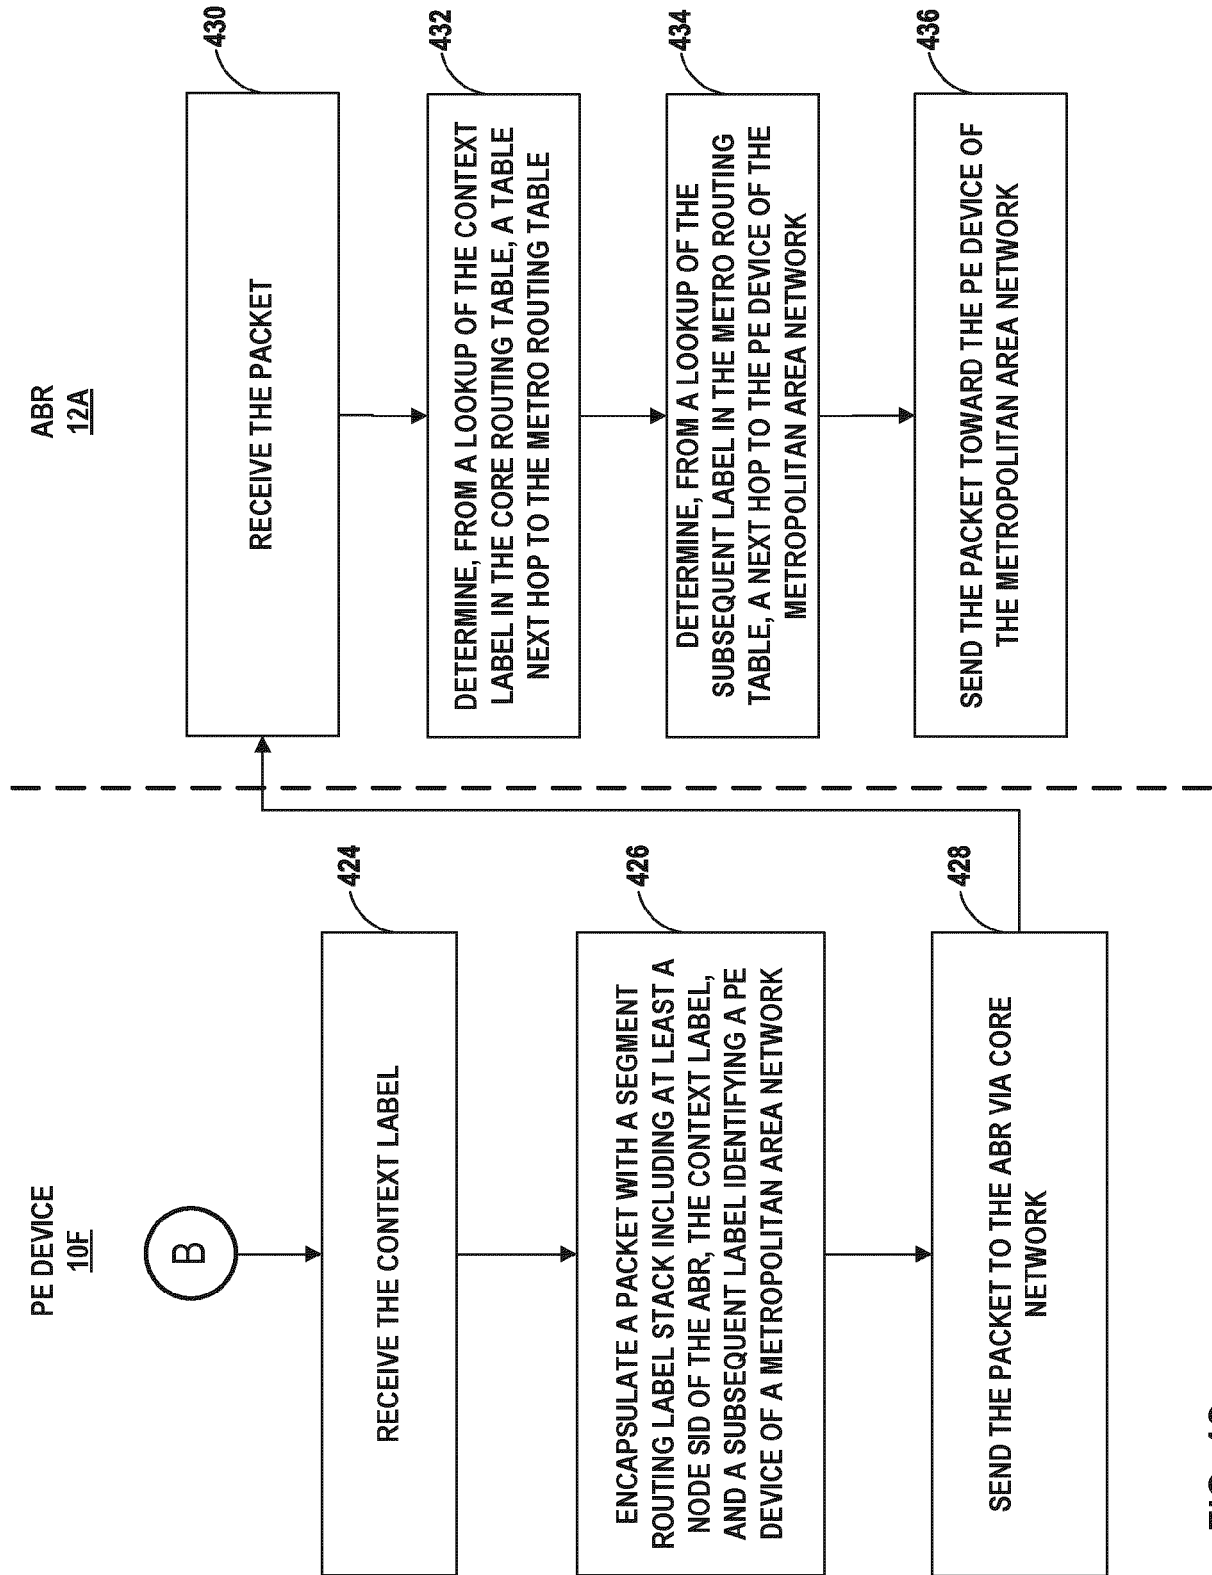 PE DEVICE
10F
B
RECEIVE THE CONTEXT LABEL
424
ENCAPSULATE A PACKET WITH A SEGMENT
ROUTING LABEL STACK INCLUDING AT LEAST A
NODE SID OF THE ABR, THE CONTEXT LABEL,
AND A SUBSEQUENT LABEL IDENTIFYING A PE
DEVICE OF A METROPOLITAN AREA NETWORK
426
SEND THE PACKET TO THE ABR VIA CORE
NETWORK
428
ABR
12A
RECEIVE THE PACKET
430
DETERMINE, FROM A LOOKUP OF THE CONTEXT
LABEL IN THE CORE ROUTING TABLE, A TABLE
NEXT HOP TO THE METRO ROUTING TABLE
432
DETERMINE, FROM A LOOKUP OF THE
SUBSEQUENT LABEL IN THE METRO ROUTING
TABLE, A NEXT HOP TO THE PE DEVICE OF THE
METROPOLITAN AREA NETWORK
434
SEND THE PACKET TOWARD THE PE DEVICE OF
THE METROPOLITAN AREA NETWORK
436